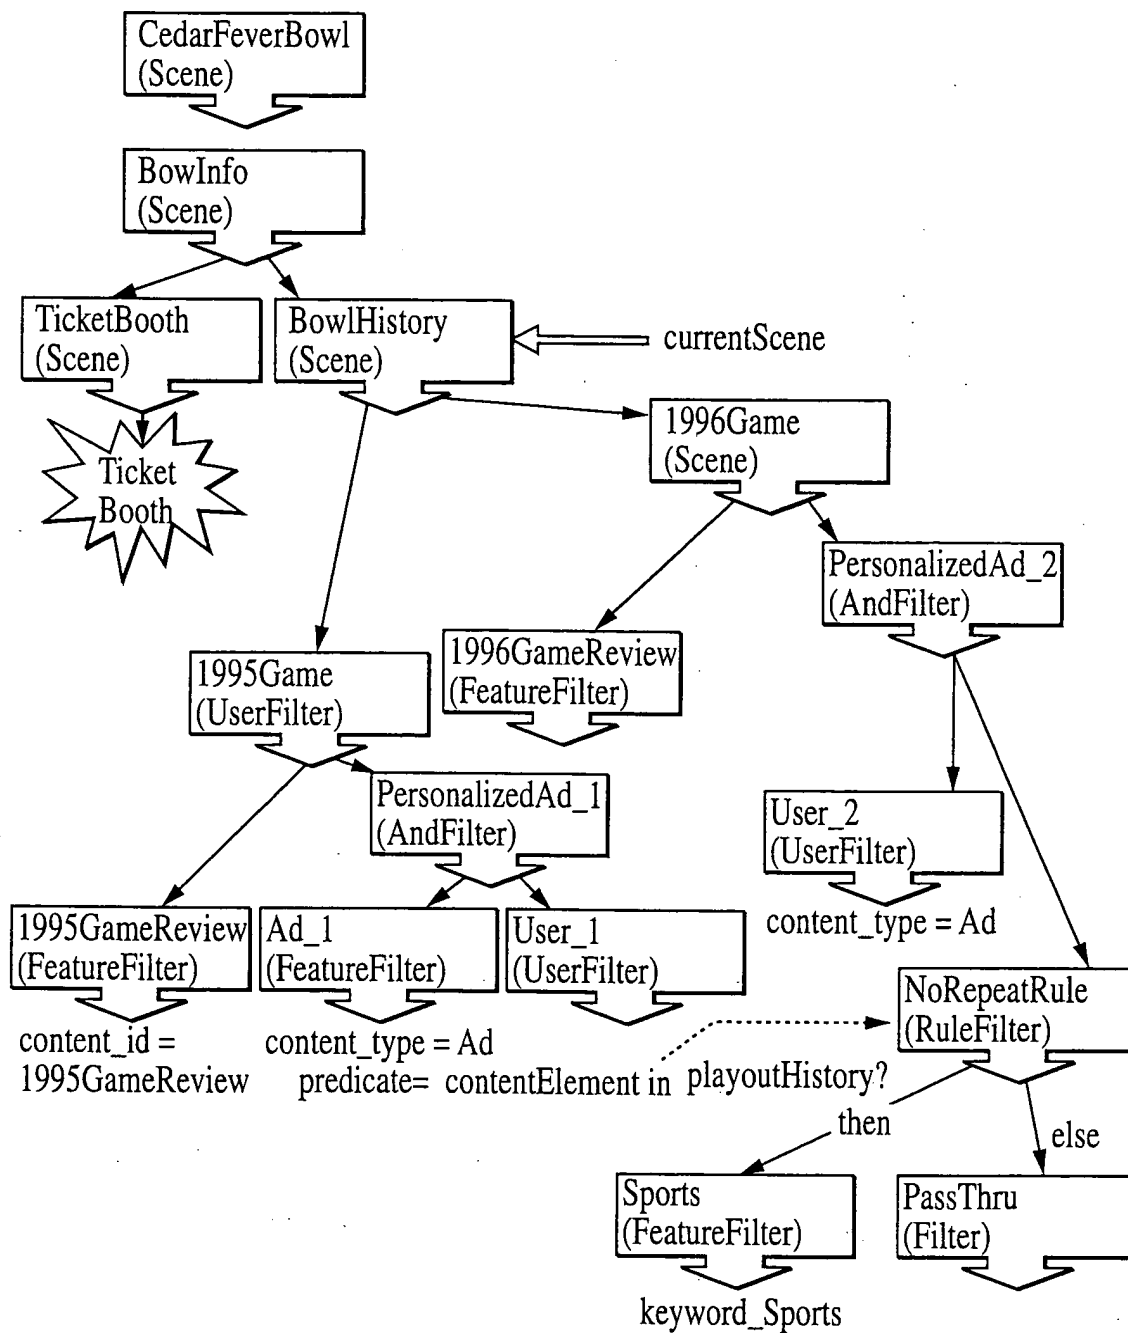 CedarFeverBowl
(Scene)
BowInfo
(Scene)
TicketBooth
(Scene)
BowlHistory
(Scene)
currentScene
1996Game
(Scene)
Ticket
Booth
PersonalizedAd_2
(AndFilter)
1996GameReview
(FeatureFilter)
1995Game
(UserFilter)
PersonalizedAd_1
(AndFilter)
User_2
(UserFilter)
content_type = Ad
1995GameReview
(FeatureFilter)
content_id =
1995GameReview
Ad_1
(FeatureFilter)
content_type = Ad
User_1
(UserFilter)
NoRepeatRule
(RuleFilter)
predicate= contentElement in playoutHistory?
then
else
Sports
(FeatureFilter)
keyword_Sports
PassThru
(Filter)